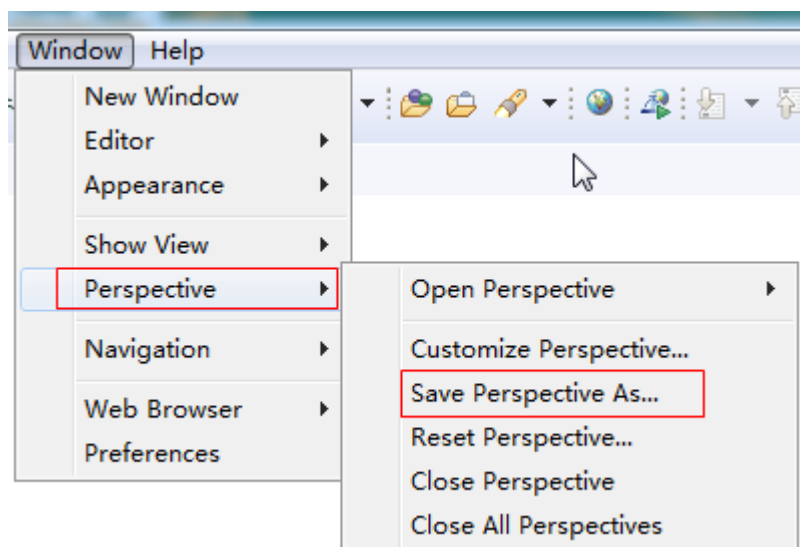 Window Help
New Window
Editor
Appearance
Show View
Perspective
Navigation
Web Browser
Preferences
Open Perspective
Customize Perspective...
Save Perspective As...
Reset Perspective...
Close Perspective
Close All Perspectives